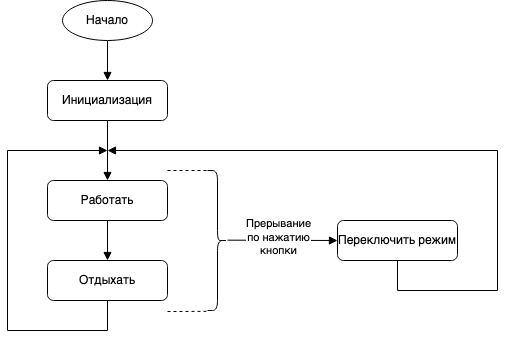 Начало
Инициализация
Работать
Отдыхать
Прерывание
по нажатию
кнопки
Переключить режим